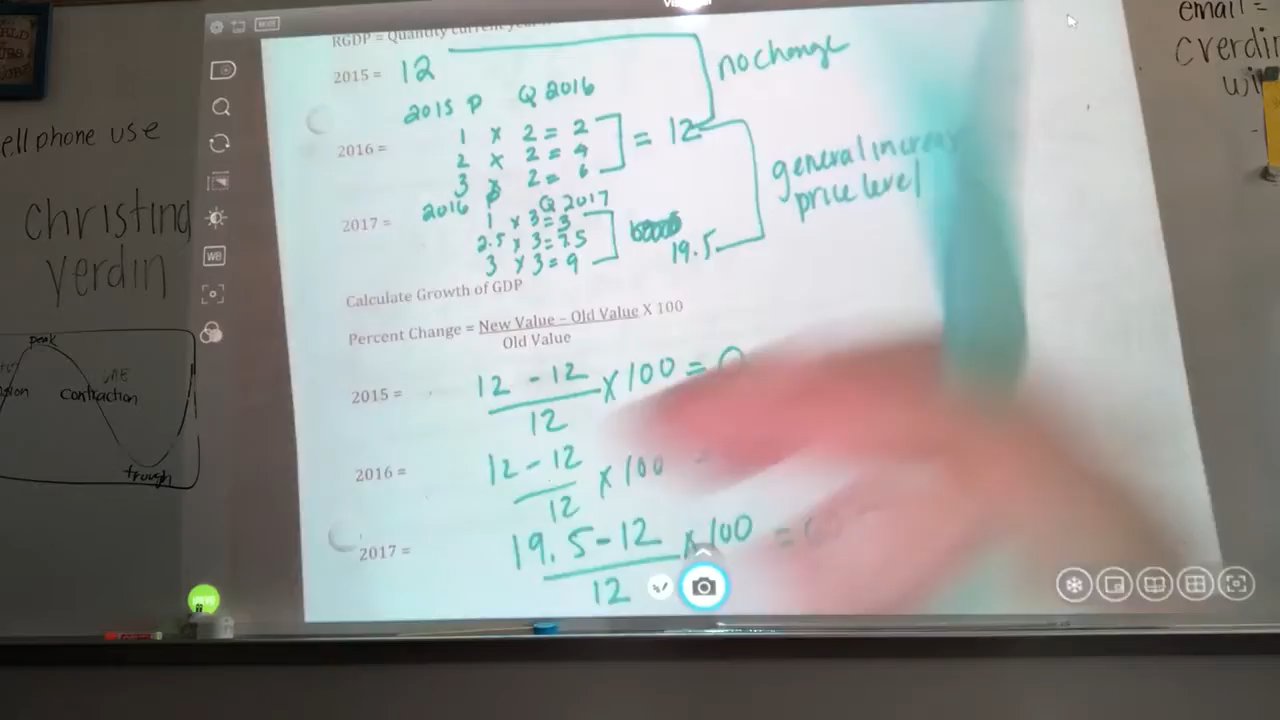 email =
cverdin
RGDP = Quantity current year
2015 = 12
no change
2015 P Q 2016
2016 =
1 x 2 = 2
2 x 2 = 4
3 x 2 = 6
= 12
general increa
price level
2016 P Q 2017
2017 =
1 x 3 = 3
2.5 x 3 = 7.5
3 x 3 = 9
19.5
Calculate Growth of GDP
Percent Change = New Value – Old Value X 100
Old Value
2015 = 12 - 12 x 100 = 0
12
2016 = 12 - 12 x 100
12
2017 = 19.5 - 12 x 100 =
12
ell phone use
christina
verdin
peak
contraction
trough
WB